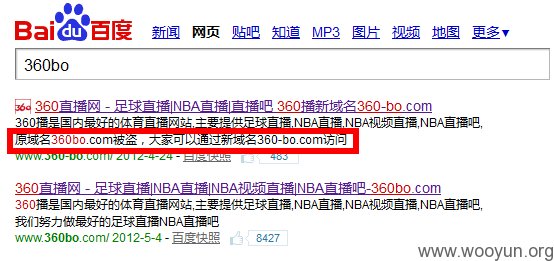 Bai du 百度
新闻 网页 贴吧 知道 MP3 图片 视频 地图 更多▼
360bo
360直播网 - 足球直播|NBA直播|直播吧 360播新域名360-bo.com
360播是国内最好的体育直播网站,主要提供足球直播,NBA直播,NBA视频直播,NBA直播吧,
原域名360bo.com被盗，大家可以通过新域名360-bo.com访问
www.360-bo.com/ 2012-4-24 - 百度快照 483
360直播网 - 足球直播|NBA直播|NBA视频直播|NBA直播吧-360bo.com
360播是国内最好的体育直播网站,主要提供足球直播,NBA直播,NBA视频直播,NBA直播吧,
我们努力做最好的足球直播NBA直播吧
www.360bo.com/ 2012-5-4 - 百度快照 8427
www.wooyun.org